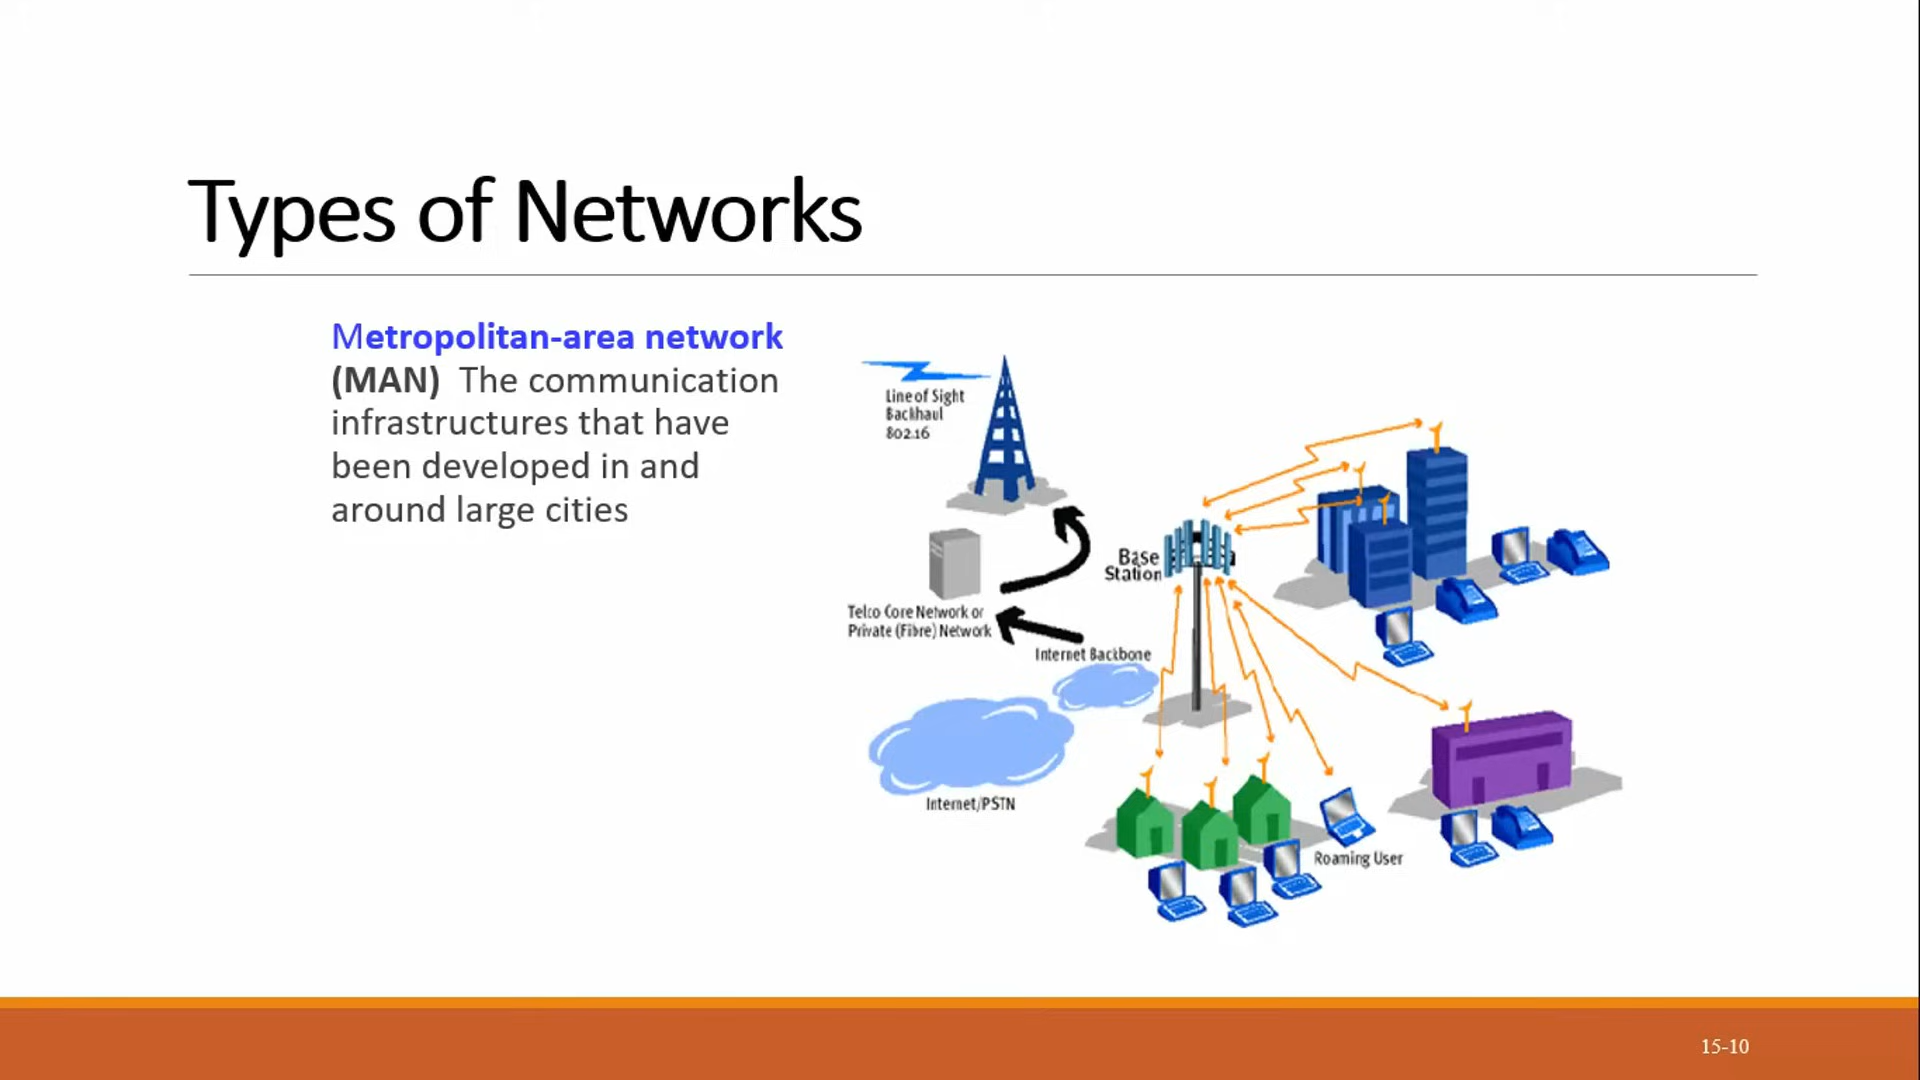 Types of Networks
Metropolitan-area network
(MAN) The communication
infrastructures that have
been developed in and
around large cities
Line of Sight
Backhaul
802.16
Base
Station
Telco Core Network or
Private (Fibre) Network
Internet Backbone
Internet/PSTN
Roaming User
15-10